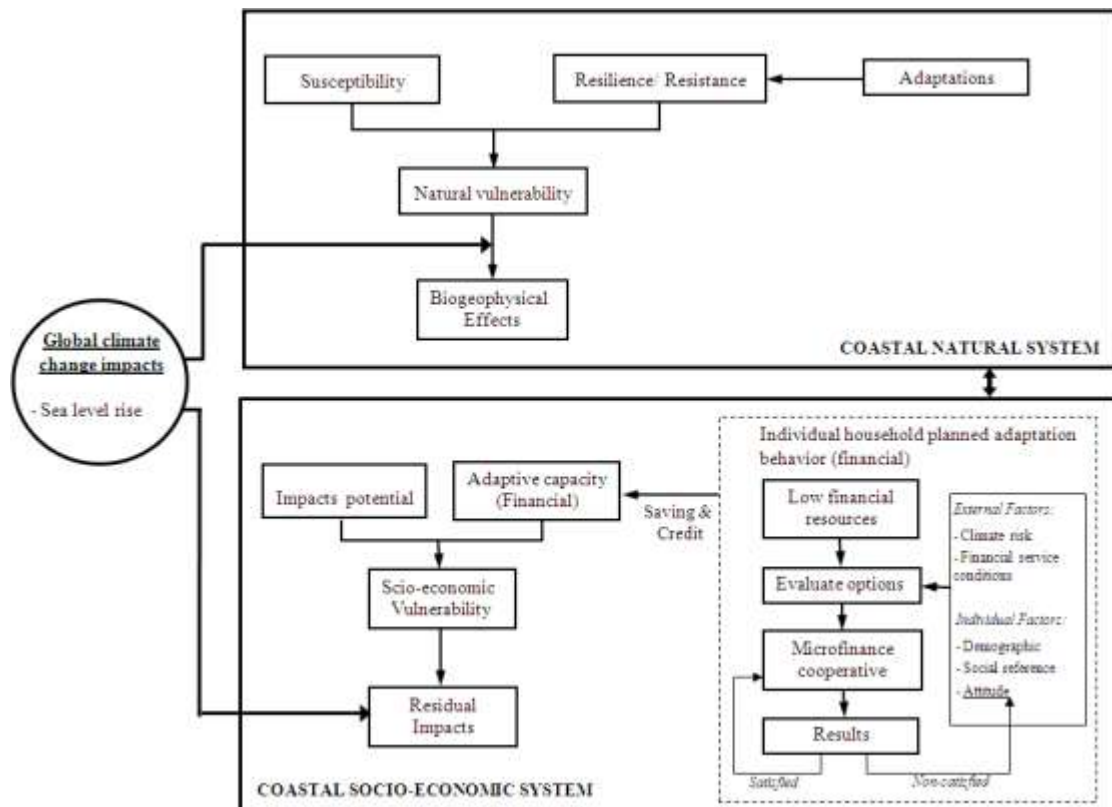 Susceptibility
Resilience/ Resistance
Adaptations
Natural vulnerability
Biogeophysical
Effects
COASTAL NATURAL SYSTEM
Global climate
change impacts
- Sea level rise
Impacts potential
Adaptive capacity
(Financial)
Saving &
Credit
Scio-economic
Vulnerability
Residual
Impacts
COASTAL SOCIO-ECONOMIC SYSTEM
Individual household planned adaptation
behavior (financial)
Low financial
resources
Evaluate options
Microfinance
cooperative
Results
Satisfied
Non-satisfied
External Factors:
- Climate risk
- Financial service
conditions
Individual Factors:
- Demographic
- Social reference
- Attitude